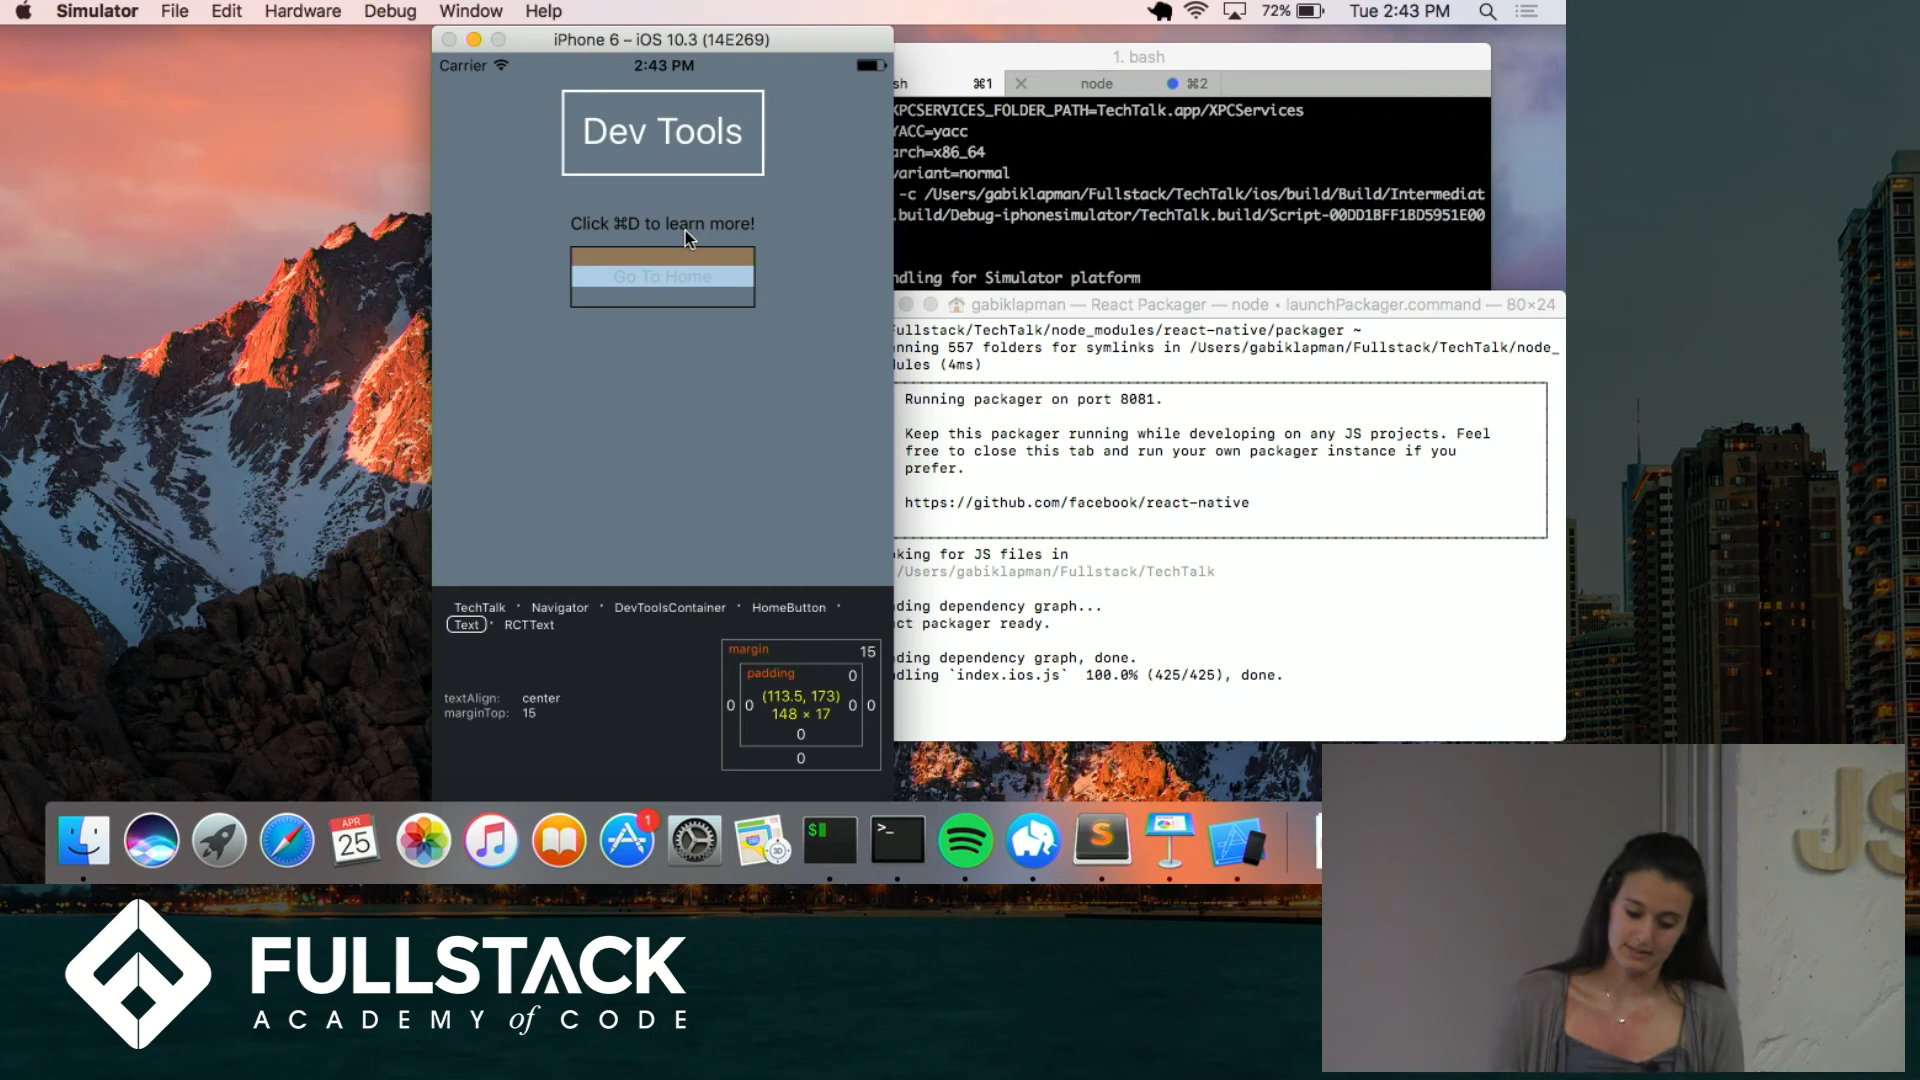 Simulator File Edit Hardware Debug Window Help
72% Tue 2:43 PM
iPhone 6 – iOS 10.3 (14E269)
Carrier 2:43 PM
Dev Tools
Click ⌘D to learn more!
Go To Home
TechTalk Navigator DevToolsContainer HomeButton
Text RCTText
textAlign: center
marginTop: 15
margin 15
padding 0
0 0 (113.5, 173) 0 0
148 × 17
0
0
1. bash
sh ⌘1 node ⌘2
XPCSERVICES_FOLDER_PATH=TechTalk.app/XPCServices
YACC=yacc
arch=x86_64
variant=normal
-c /Users/gabiklapman/Fullstack/TechTalk/ios/build/Build/Intermediat
.build/Debug-iphonesimulator/TechTalk.build/Script-00DD1BFF1BD5951E00
ndling for Simulator platform
gabiklapman — React Packager — node • launchPackager.command — 80×24
ullstack/TechTalk/node_modules/react-native/packager ~
nning 557 folders for symlinks in /Users/gabiklapman/Fullstack/TechTalk/node_
ules (4ms)
Running packager on port 8081.
Keep this packager running while developing on any JS projects. Feel
free to close this tab and run your own packager instance if you
prefer.
https://github.com/facebook/react-native
king for JS files in
/Users/gabiklapman/Fullstack/TechTalk
ding dependency graph...
ct packager ready.
ding dependency graph, done.
dling `index.ios.js` 100.0% (425/425), done.
APR
25
1
3D
$
>_
S
JS
FULLSTACK
ACADEMY of CODE